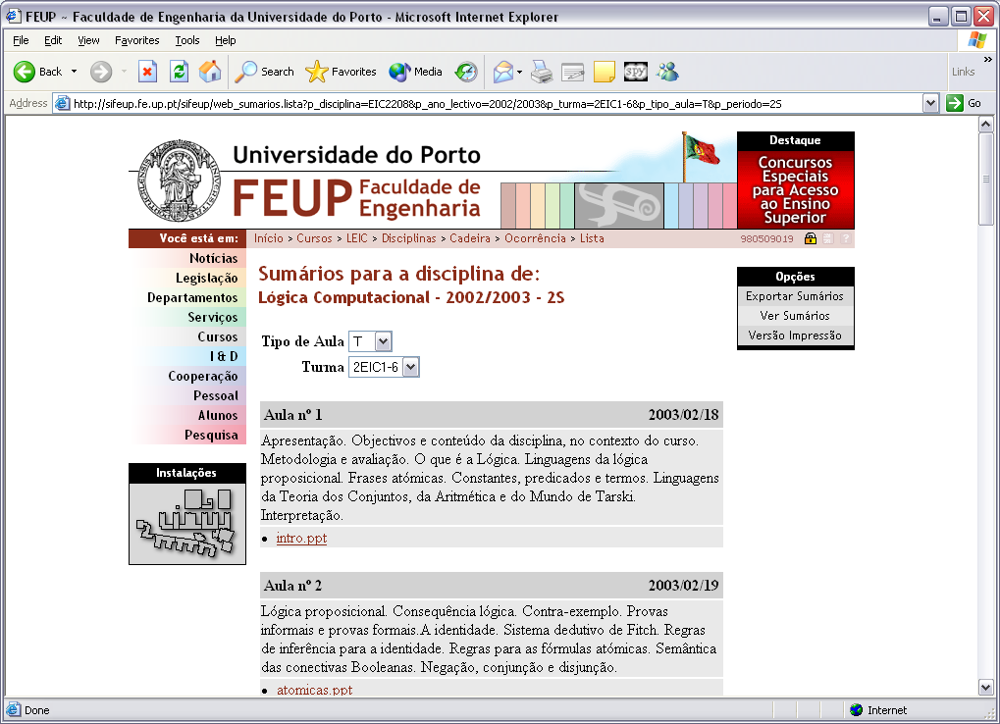 FEUP ~ Faculdade de Engenharia da Universidade do Porto - Microsoft Internet Explorer
File Edit View Favorites Tools Help
Back Search Favorites Media Links
Address http://sifeup.fe.up.pt/sifeup/web_sumarios.lista?p_disciplina=EIC2208&p_ano_lectivo=2002/2003&p_turma=2EIC1-6&p_tipo_aula=T&p_periodo=2S Go
Universidade do Porto
FEUP Faculdade de
Engenharia
Destaque
Concursos
Especiais
para Acesso
ao Ensino
Superior
Você está em: Início > Cursos > LEIC > Disciplinas > Cadeira > Ocorrência > Lista 980509019
Notícias
Legislação
Departamentos
Serviços
Cursos
I & D
Cooperação
Pessoal
Alunos
Pesquisa
Instalações
Sumários para a disciplina de:
Lógica Computacional - 2002/2003 - 2S
Tipo de Aula T
Turma 2EIC1-6
Aula nº 1 2003/02/18
Apresentação. Objectivos e conteúdo da disciplina, no contexto do curso.
Metodologia e avaliação. O que é a Lógica. Linguagens da lógica
proposicional. Frases atómicas. Constantes, predicados e termos. Linguagens
da Teoria dos Conjuntos, da Aritmética e do Mundo de Tarski.
Interpretação.
• intro.ppt
Aula nº 2 2003/02/19
Lógica proposicional. Consequência lógica. Contra-exemplo. Provas
informais e provas formais.A identidade. Sistema dedutivo de Fitch. Regras
de inferência para a identidade. Regras para as fórmulas atómicas. Semântica
das conectivas Booleanas. Negação, conjunção e disjunção.
• atomicas.ppt
Opções
Exportar Sumários
Ver Sumários
Versão Impressão
Done Internet